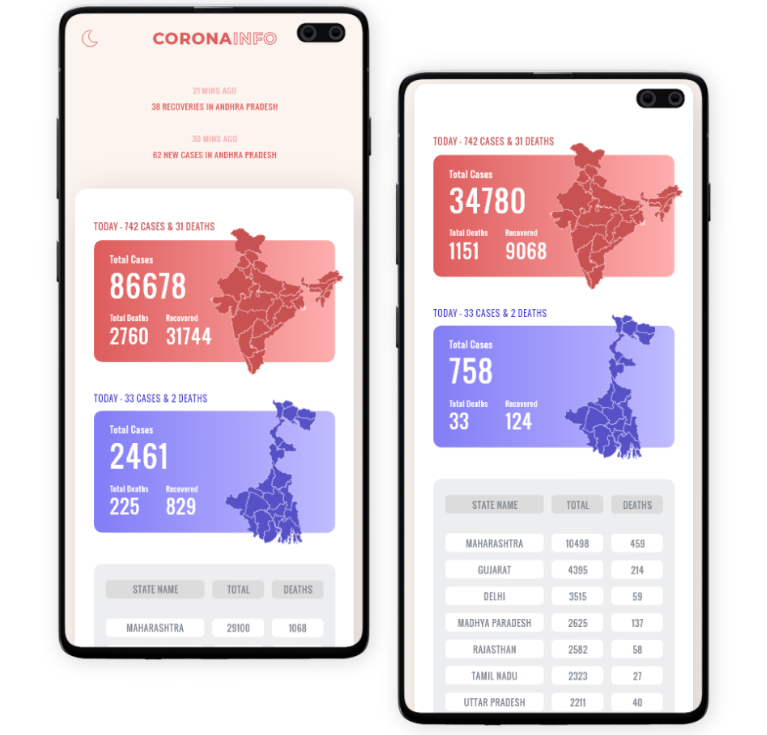 CORONAINFO
21 MINS AGO
38 RECOVERIES IN ANDHRA PRADESH
30 MINS AGO
62 NEW CASES IN ANDHRA PRADESH
TODAY - 742 CASES & 31 DEATHS
Total Cases
86678
Total Deaths Recovered
2760 31744
TODAY - 33 CASES & 2 DEATHS
Total Cases
2461
Total Deaths Recovered
225 829
STATE NAME TOTAL DEATHS
MAHARASHTRA 29100 1068
TODAY - 742 CASES & 31 DEATHS
Total Cases
34780
Total Deaths Recovered
1151 9068
TODAY - 33 CASES & 2 DEATHS
Total Cases
758
Total Deaths Recovered
33 124
STATE NAME TOTAL DEATHS
MAHARASHTRA 10498 459
GUJARAT 4395 214
DELHI 3515 59
MADHYA PARADESH 2625 137
RAJASTHAN 2582 58
TAMIL NADU 2323 27
UTTAR PRADESH 2211 40